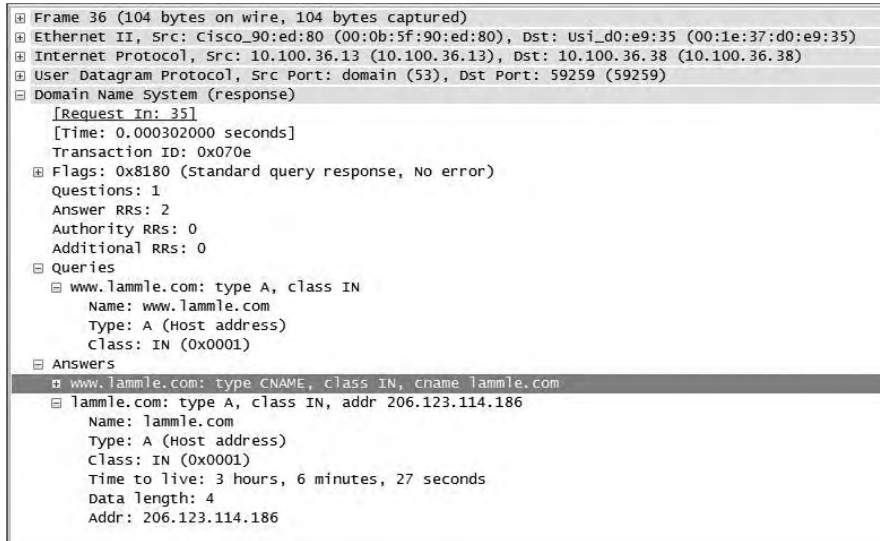 Frame 36 (104 bytes on wire, 104 bytes captured)
Ethernet II, Src: Cisco_90:ed:80 (00:0b:5f:90:ed:80), Dst: Usi_d0:e9:35 (00:1e:37:d0:e9:35)
Internet Protocol, Src: 10.100.36.13 (10.100.36.13), Dst: 10.100.36.38 (10.100.36.38)
User Datagram Protocol, Src Port: domain (53), Dst Port: 59259 (59259)
Domain Name System (response)
[Request In: 35]
[Time: 0.000302000 seconds]
Transaction ID: 0x070e
Flags: 0x8180 (Standard query response, No error)
Questions: 1
Answer RRs: 2
Authority RRs: 0
Additional RRs: 0
Queries
www.lammle.com: type A, class IN
Name: www.lammle.com
Type: A (Host address)
Class: IN (0x0001)
Answers
www.lammle.com: type CNAME, class IN, cname lammle.com
lammle.com: type A, class IN, addr 206.123.114.186
Name: lammle.com
Type: A (Host address)
Class: IN (0x0001)
Time to live: 3 hours, 6 minutes, 27 seconds
Data length: 4
Addr: 206.123.114.186